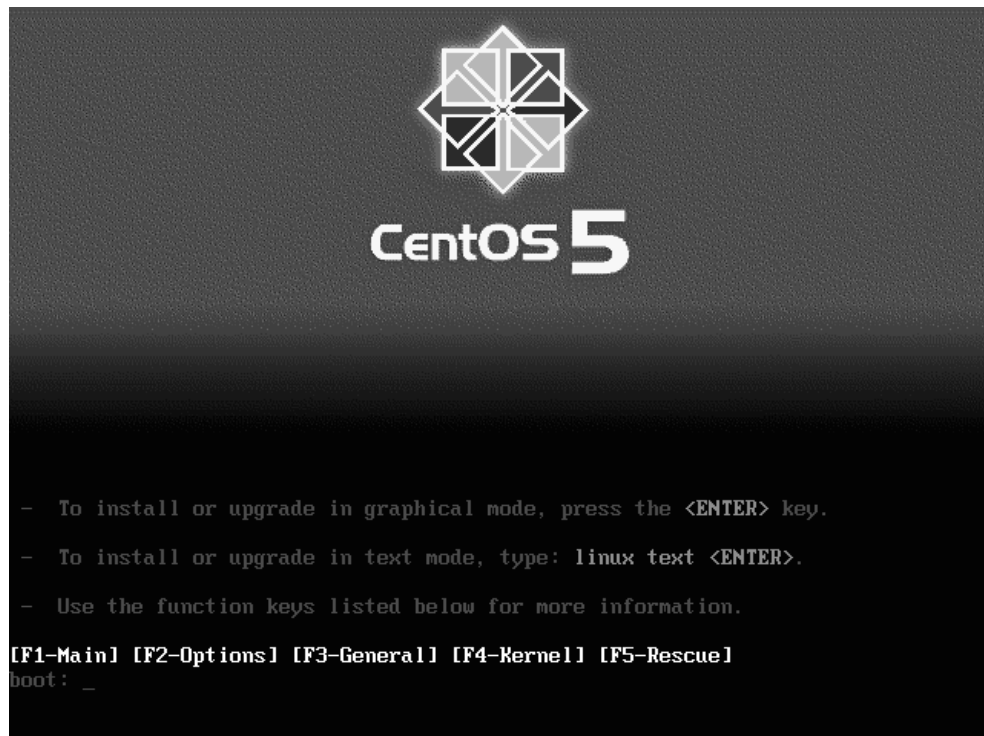 CentOS 5
- To install or upgrade in graphical mode, press the <ENTER> key.
- To install or upgrade in text mode, type: linux text <ENTER>.
- Use the function keys listed below for more information.
[F1-Main] [F2-Options] [F3-General] [F4-Kernel] [F5-Rescue]
boot: _